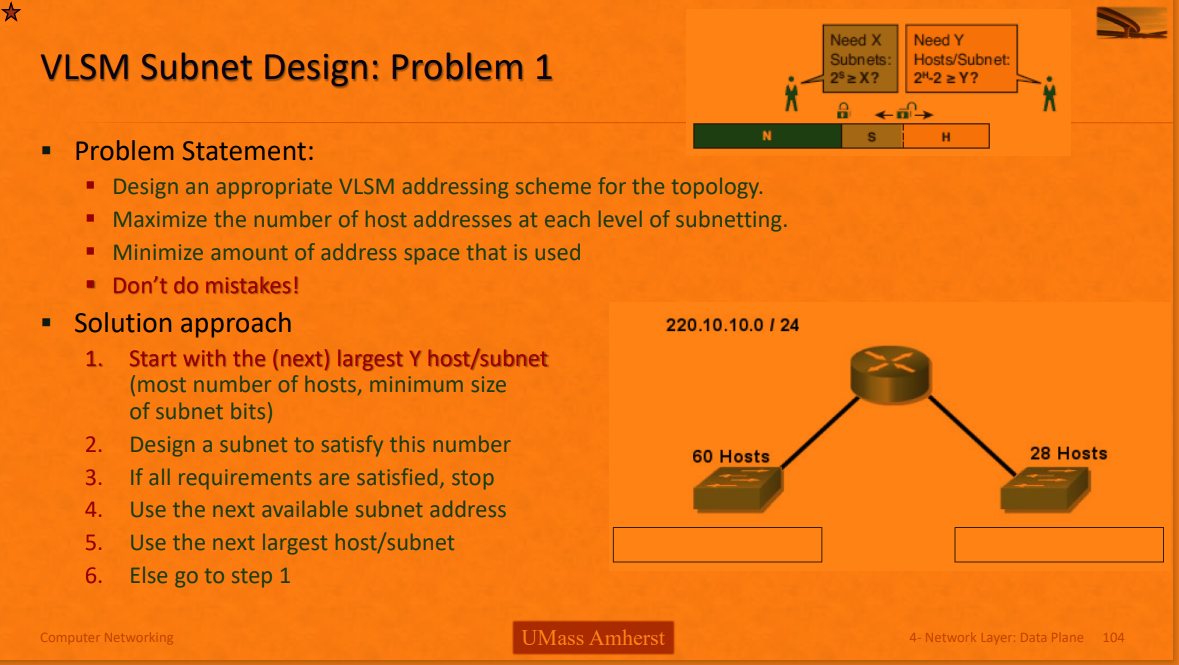 VLSM Subnet Design: Problem 1
Need X
Subnets:
2^S ≥ X?
Need Y
Hosts/Subnet:
2^H-2 ≥ Y?
N
S
H
▪ Problem Statement:
▪ Design an appropriate VLSM addressing scheme for the topology.
▪ Maximize the number of host addresses at each level of subnetting.
▪ Minimize amount of address space that is used
▪ Don't do mistakes!
▪ Solution approach
1. Start with the (next) largest Y host/subnet
(most number of hosts, minimum size
of subnet bits)
2. Design a subnet to satisfy this number
3. If all requirements are satisfied, stop
4. Use the next available subnet address
5. Use the next largest host/subnet
6. Else go to step 1
220.10.10.0 / 24
60 Hosts
28 Hosts
Computer Networking
UMass Amherst
4- Network Layer: Data Plane 104